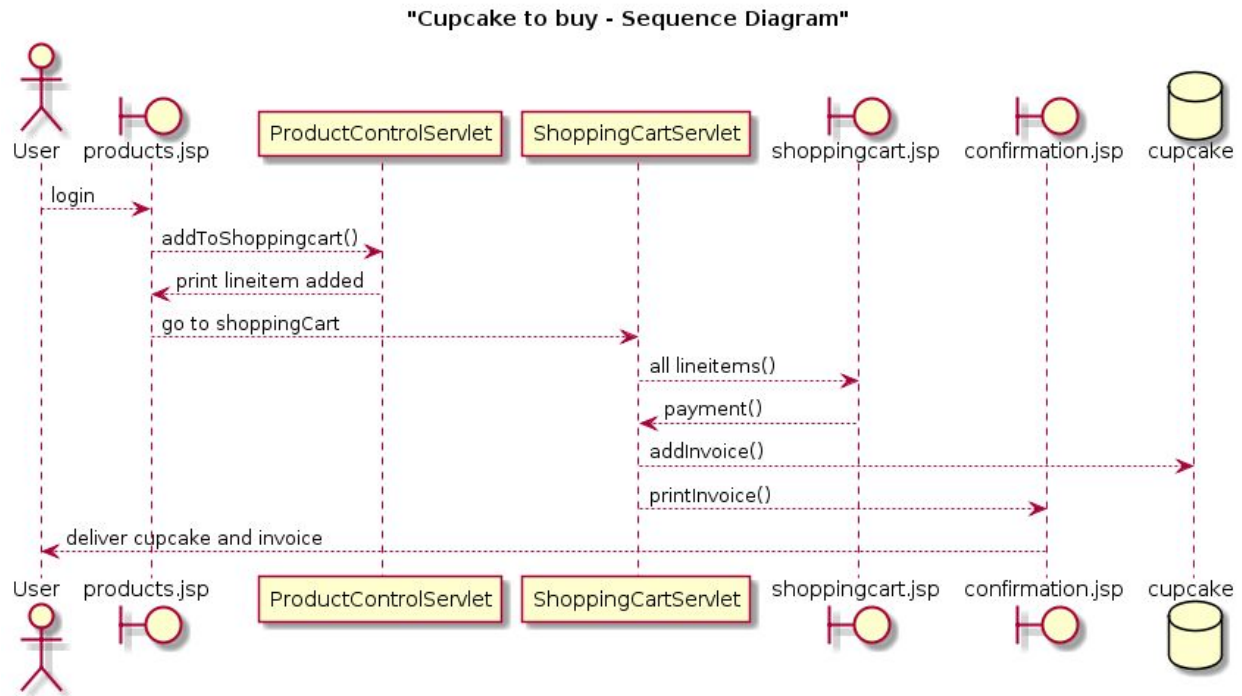 "Cupcake to buy - Sequence Diagram"
User products.jsp ProductControlServlet ShoppingCartServlet shoppingcart.jsp confirmation.jsp cupcake
login
addToShoppingcart()
print lineitem added
go to shoppingCart
all lineitems()
payment()
addInvoice()
printInvoice()
deliver cupcake and invoice
User products.jsp ProductControlServlet ShoppingCartServlet shoppingcart.jsp confirmation.jsp cupcake